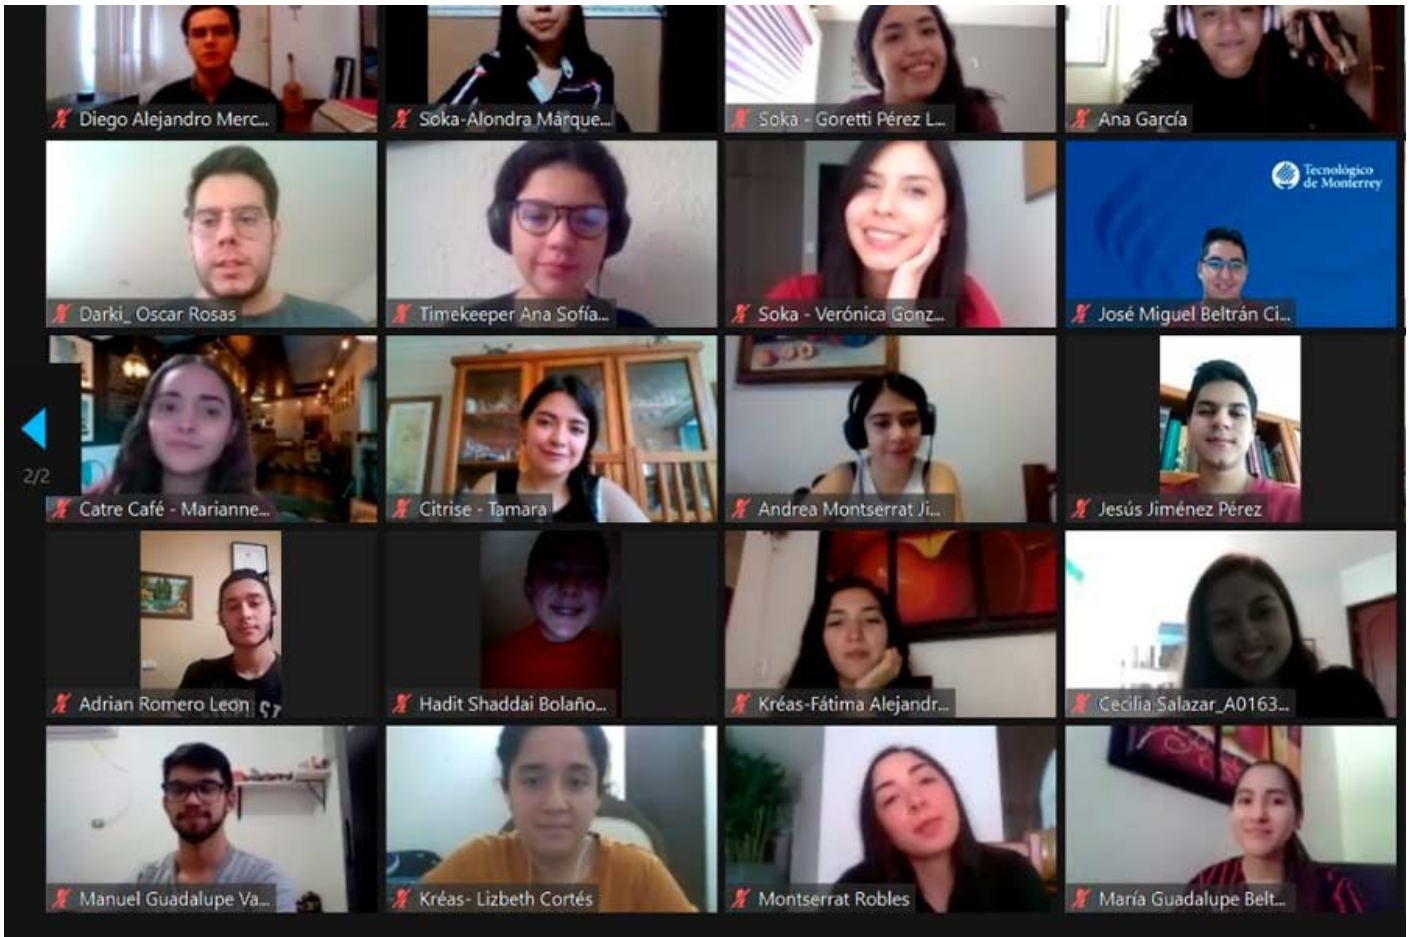 Diego Alejandro Merc...
Soka-Alondra Márque...
Soka - Goretti Pérez L...
Ana García
Tecnológico
de Monterrey
Darki_ Oscar Rosas
Timekeeper Ana Sofía...
Soka - Verónica Gonz...
José Miguel Beltrán Ci...
2/2
Catre Café - Marianne...
Citrise - Tamara
Andrea Montserrat Ji...
Jesús Jiménez Pérez
Adrian Romero Leon
Hadit Shaddai Bolaño...
Kréas-Fátima Alejandr...
Cecilia Salazar_A0163...
Manuel Guadalupe Va...
Kréas- Lizbeth Cortés
Montserrat Robles
María Guadalupe Belt...